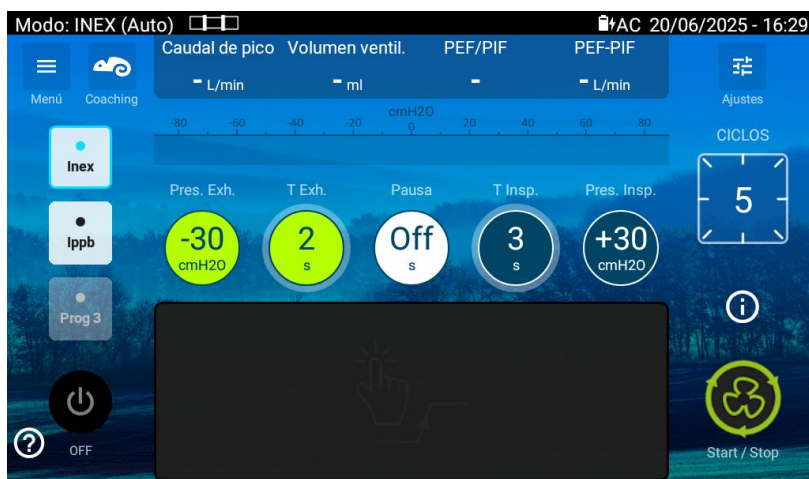 Modo: INEX (Auto) AC 20/06/2025 - 16:29
Caudal de pico Volumen ventil. PEF/PIF PEF-PIF
- L/min - ml - - L/min
Menú Coaching Ajustes
cmH2O
-80 -60 -40 -20 0 20 40 60 80
CICLOS
Inex
Pres. Exh. T Exh. Pausa T Insp. Pres. Insp.
5
-30 2 Off 3 +30
Ippb
cmH2O s s s cmH2O
Prog 3
OFF
Start / Stop